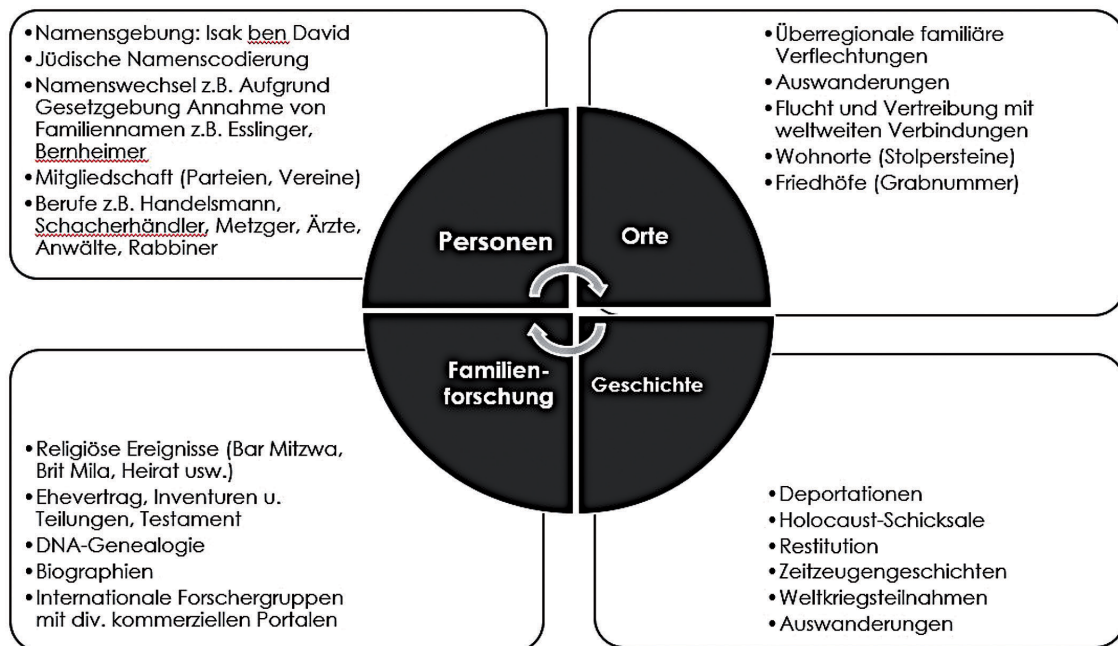 •Namensgebung: Isak ben David
•Jüdische Namenscodierung
•Namenswechsel z.B. Aufgrund
Gesetzgebung Annahme von
Familiennamen z.B. Esslinger,
Bernheimer
•Mitgliedschaft (Parteien, Vereine)
•Berufe z.B. Handelsmann,
Schacherhändler, Metzger, Ärzte,
Anwälte, Rabbiner
•Überregionale familiäre
Verflechtungen
•Auswanderungen
•Flucht und Vertreibung mit
weltweiten Verbindungen
•Wohnorte (Stolpersteine)
•Friedhöfe (Grabnummer)
Personen
Orte
Familien-
forschung
Geschichte
•Religiöse Ereignisse (Bar Mitzwa,
Brit Mila, Heirat usw.)
•Ehevertrag, Inventuren u.
Teilungen, Testament
•DNA-Genealogie
•Biographien
•Internationale Forschergruppen
mit div. kommerziellen Portalen
•Deportationen
•Holocaust-Schicksale
•Restitution
•Zeitzeugengeschichten
•Weltkriegsteilnahmen
•Auswanderungen